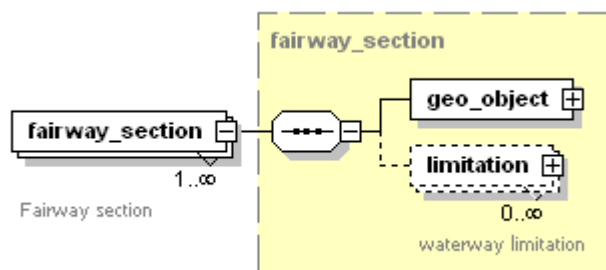 fairway_section
fairway_section
1..∞
Fairway section
geo_object
limitation
0..∞
waterway limitation